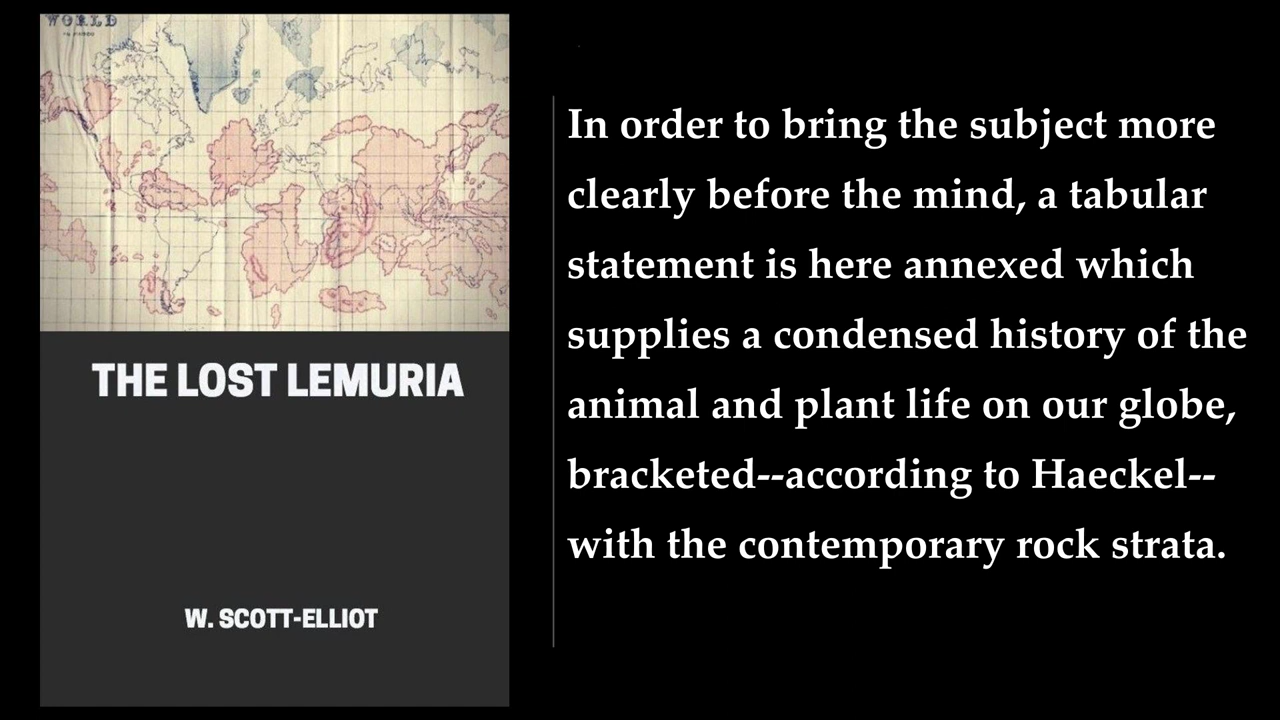 WORLD
THE LOST LEMURIA
W. SCOTT-ELLIOT
In order to bring the subject more
clearly before the mind, a tabular
statement is here annexed which
supplies a condensed history of the
animal and plant life on our globe,
bracketed--according to Haeckel--
with the contemporary rock strata.